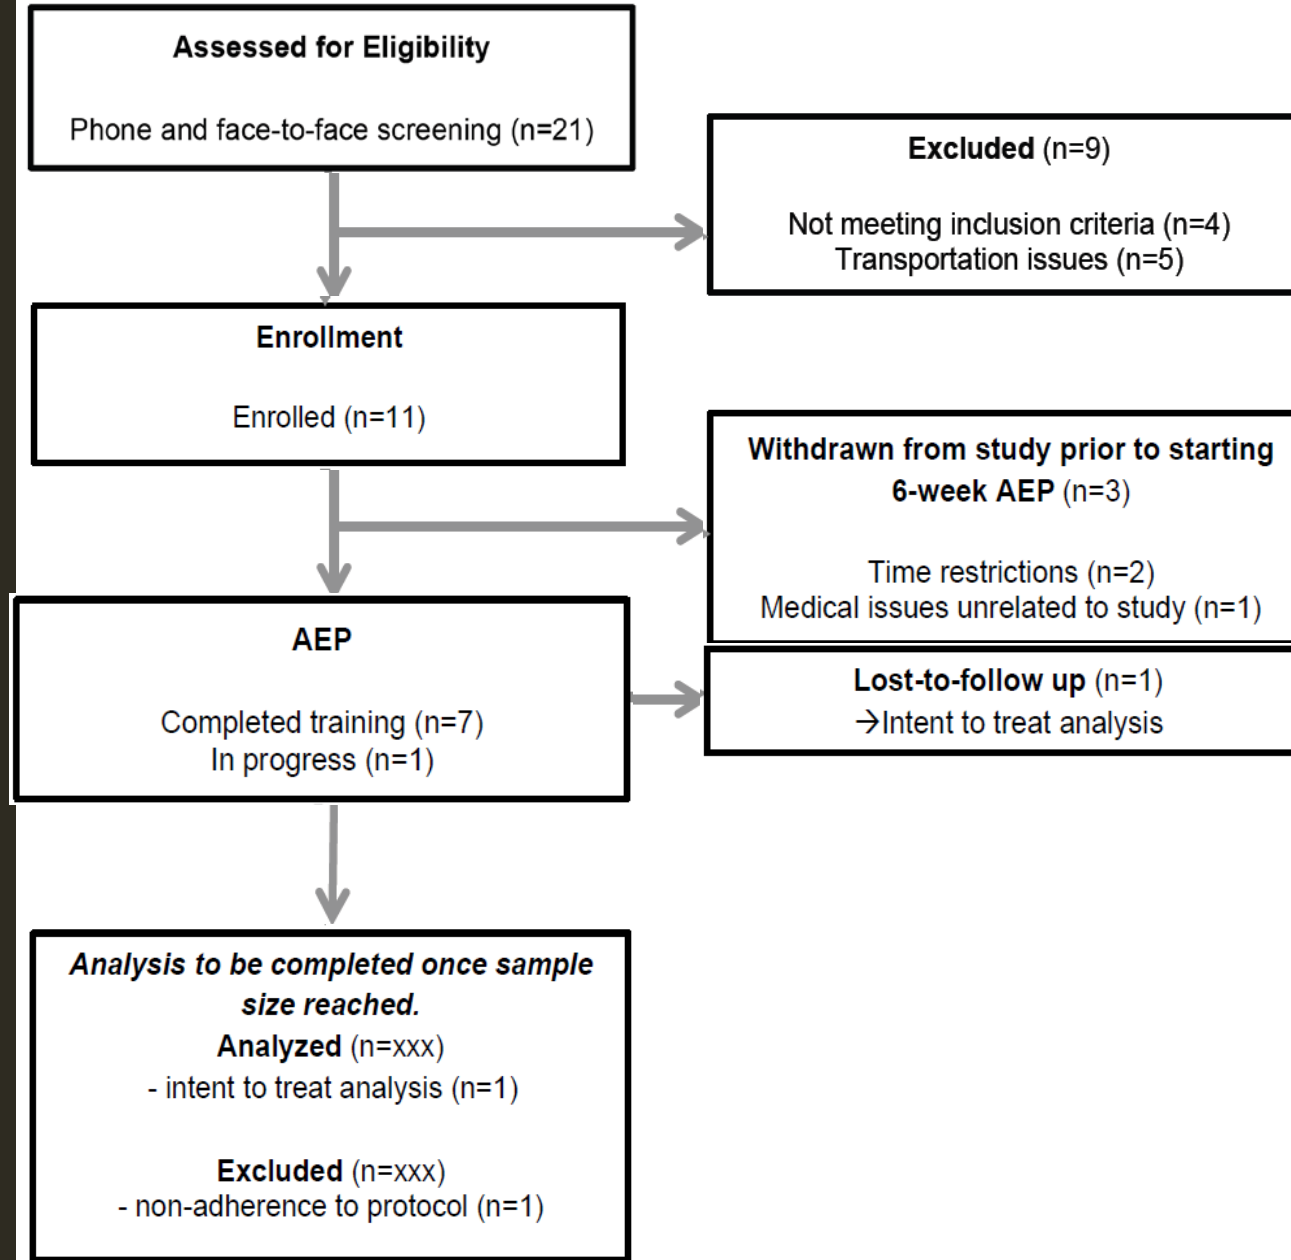 Assessed for Eligibility
Phone and face-to-face screening (n=21)
Excluded (n=9)
Not meeting inclusion criteria (n=4)
Transportation issues (n=5)
Enrollment
Enrolled (n=11)
Withdrawn from study prior to starting
6-week AEP (n=3)
Time restrictions (n=2)
Medical issues unrelated to study (n=1)
AEP
Completed training (n=7)
In progress (n=1)
Lost-to-follow up (n=1)
→Intent to treat analysis
Analysis to be completed once sample
size reached.
Analyzed (n=xxx)
- intent to treat analysis (n=1)
Excluded (n=xxx)
- non-adherence to protocol (n=1)